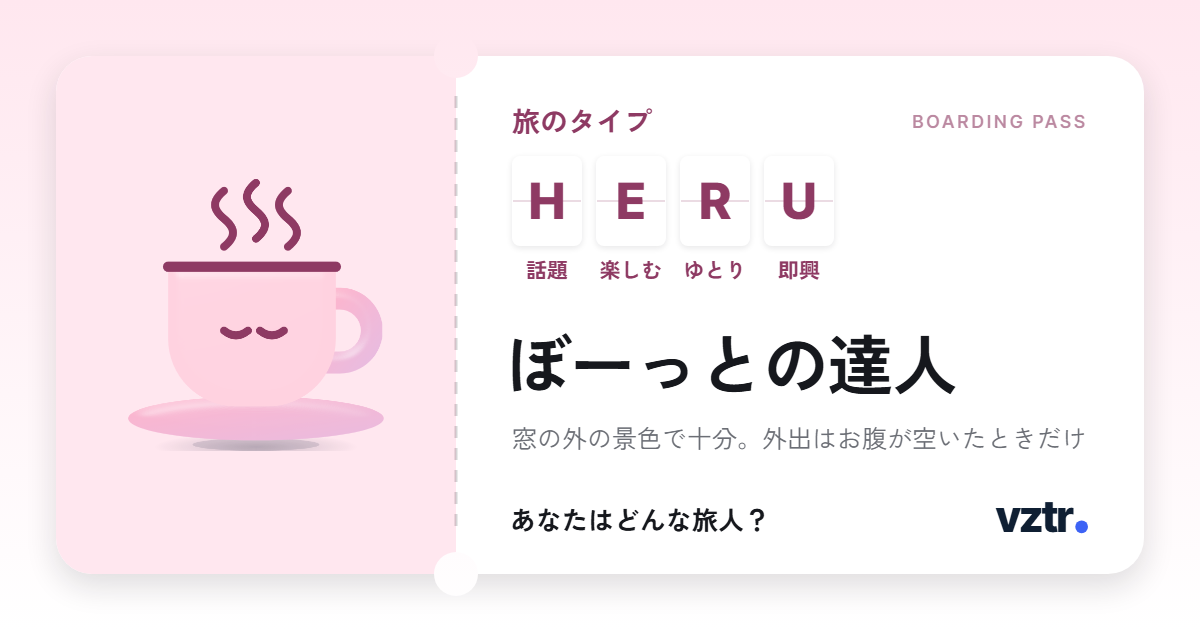 旅のタイプ
BOARDING PASS
H E R U
話題 楽しむ ゆとり 即興
ぼーっとの達人
窓の外の景色で十分。外出はお腹が空いたときだけ
あなたはどんな旅人？
vztr.